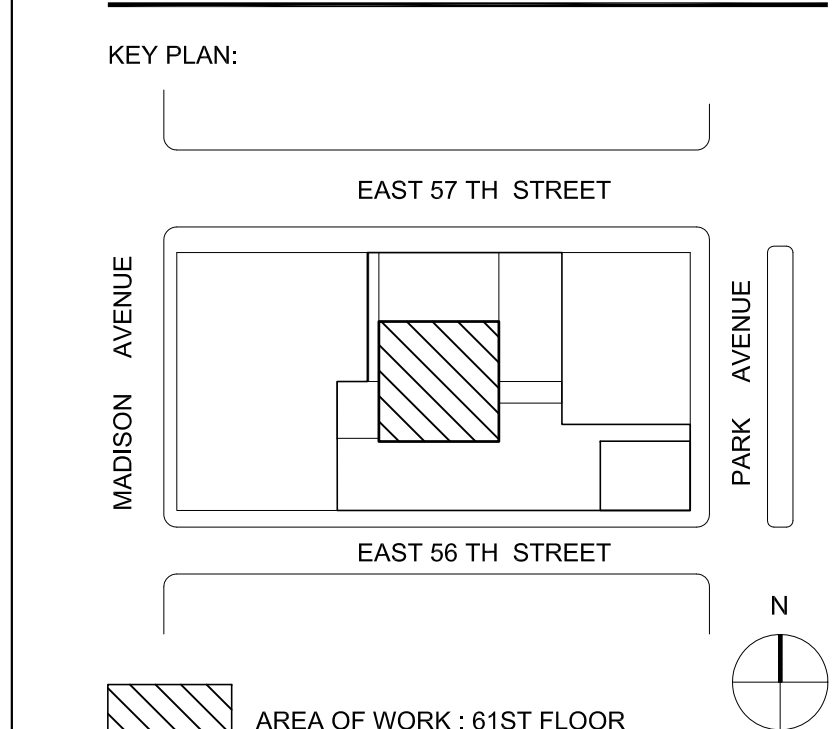 KEY PLAN:
EAST 57 TH STREET
MADISON AVENUE
PARK AVENUE
EAST 56 TH STREET
N
AREA OF WORK : 61ST FLOOR